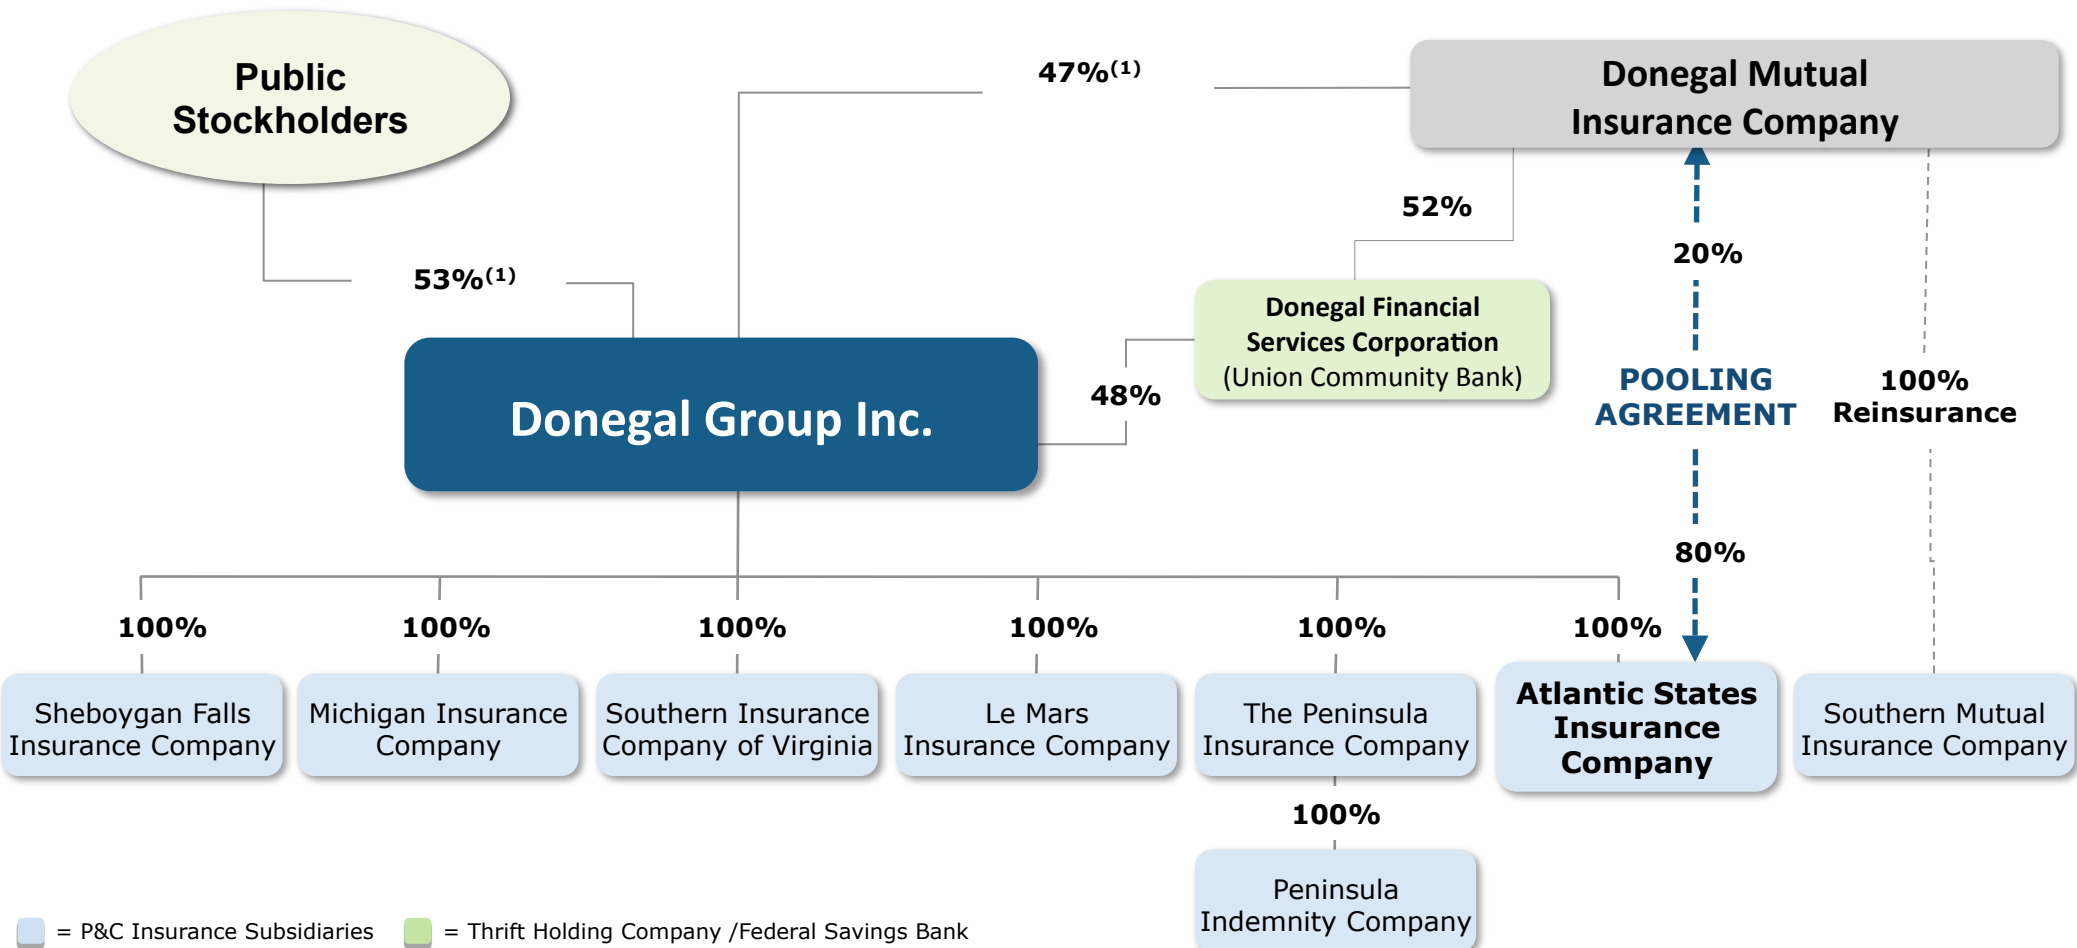 Public
Stockholders
47%(1)
Donegal Mutual
Insurance Company
52%
20%
53%(1)
Donegal Financial
Services Corporation
(Union Community Bank)
48%
POOLING
AGREEMENT
100%
Reinsurance
Donegal Group Inc.
80%
100%
100%
100%
100%
100%
100%
Sheboygan Falls
Insurance Company
Michigan Insurance
Company
Southern Insurance
Company of Virginia
Le Mars
Insurance Company
The Peninsula
Insurance Company
Atlantic States
Insurance
Company
Southern Mutual
Insurance Company
100%
Peninsula
Indemnity Company
= P&C Insurance Subsidiaries
= Thrift Holding Company /Federal Savings Bank